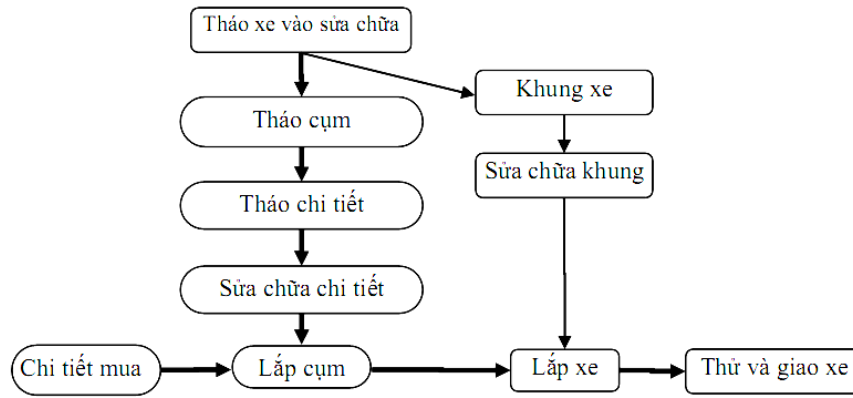 Tháo xe vào sửa chữa
Khung xe
Tháo cụm
Sửa chữa khung
Tháo chi tiết
Sửa chữa chi tiết
Chi tiết mua
Lắp cụm
Lắp xe
Thử và giao xe